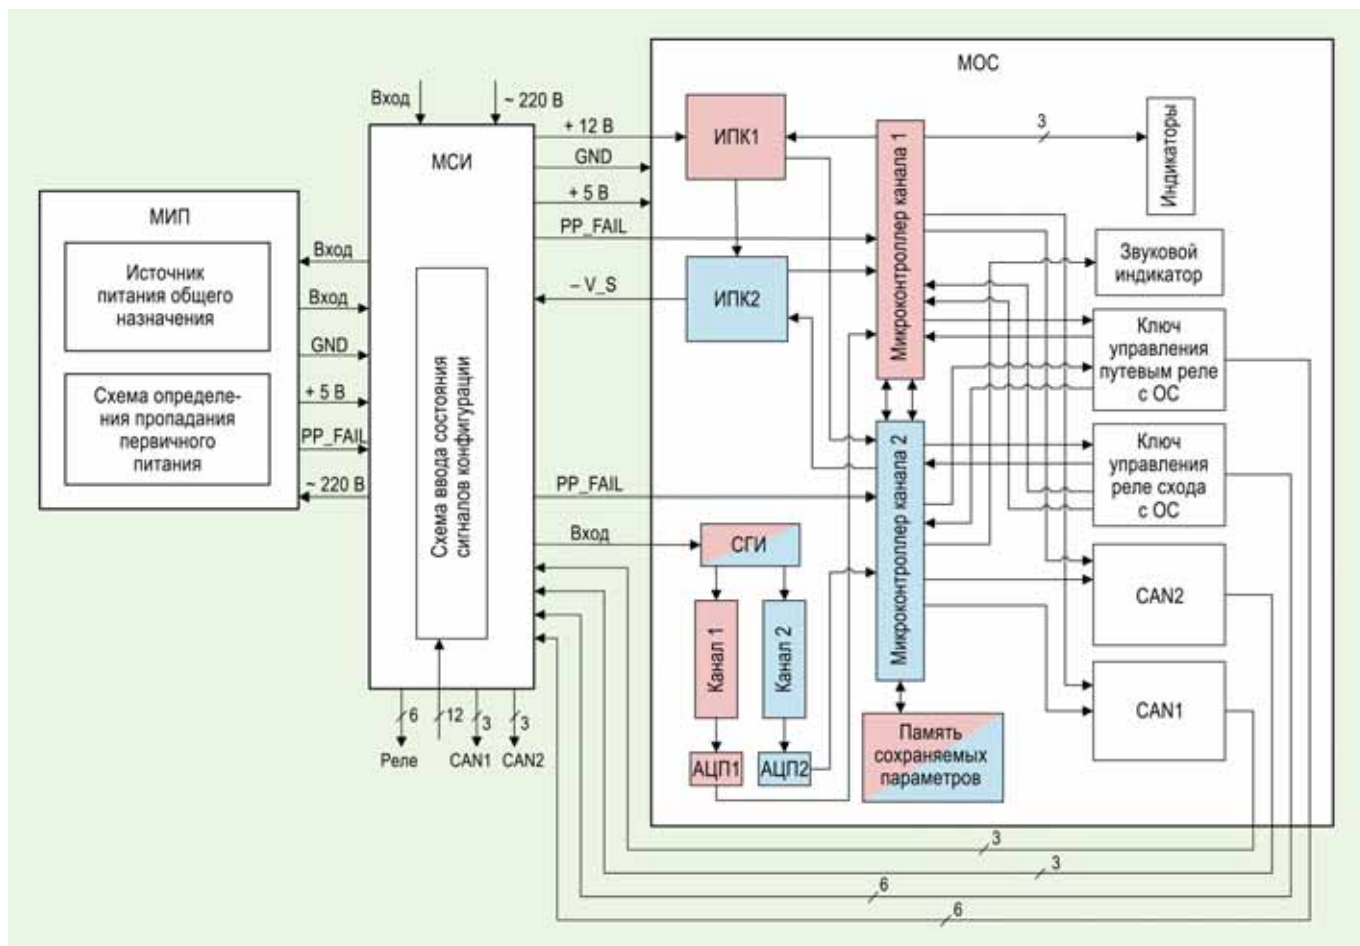 МОС
Вход
~ 220 В
МСИ
+ 12 В
GND
+ 5 В
PP_FAIL
– V_S
PP_FAIL
Вход
МИП
Источник
питания общего
назначения
Схема определе-
ния пропадания
первичного
питания
Вход
Вход
GND
+ 5 В
PP_FAIL
~ 220 В
Схема ввода состояния
сигналов конфигурации
6
12
3
3
Реле
CAN1
CAN2
ИПК1
ИПК2
СГИ
Канал 1
Канал 2
АЦП1
АЦП2
Микроконтроллер канала 1
Микроконтроллер канала 2
Память
сохраняемых
параметров
3
Индикаторы
Звуковой
индикатор
Ключ
управления
путевым реле
с ОС
Ключ
управления
реле схода
с ОС
CAN2
CAN1
3
3
6
6